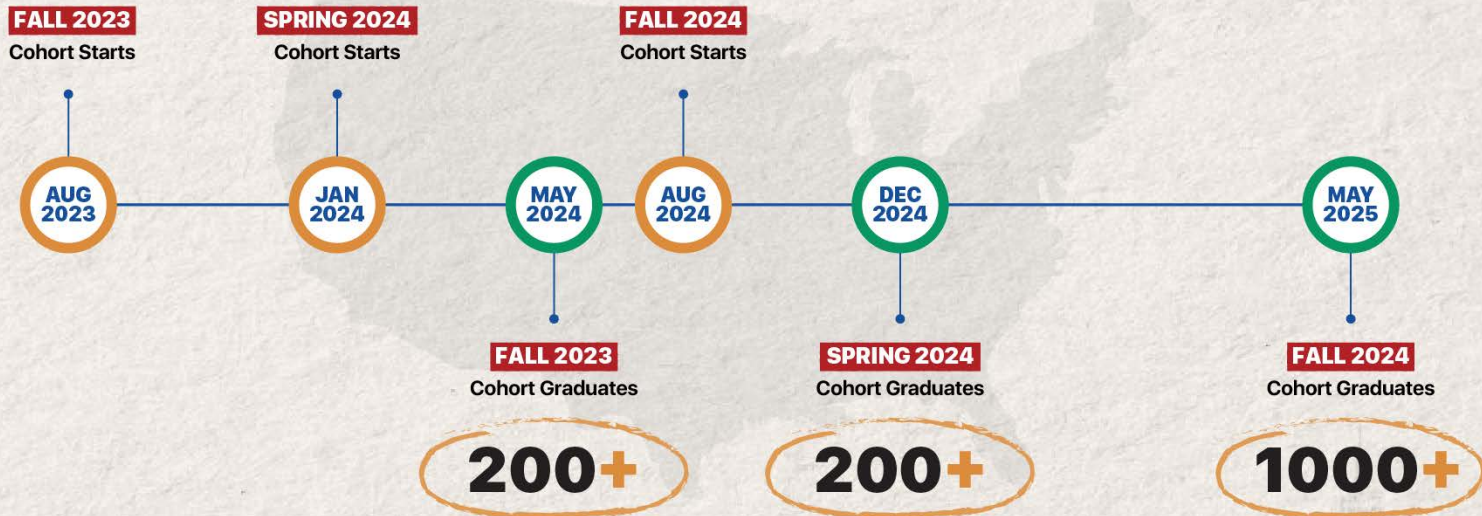 FALL 2023
Cohort Starts
SPRING 2024
Cohort Starts
FALL 2024
Cohort Starts
AUG
2023
JAN
2024
MAY
2024
AUG
2024
DEC
2024
MAY
2025
FALL 2023
Cohort Graduates
200+
SPRING 2024
Cohort Graduates
200+
FALL 2024
Cohort Graduates
1000+